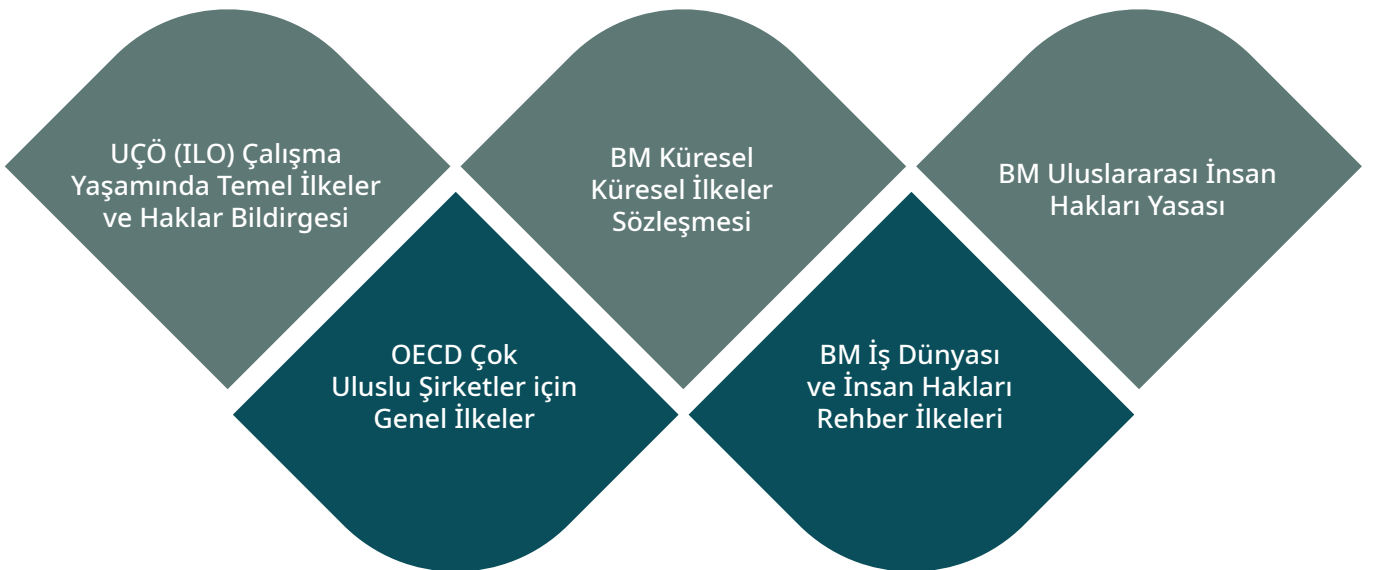 UÇÖ (ILO) Çalışma
Yaşamında Temel İlkeler
ve Haklar Bildirgesi
BM Küresel
Küresel İlkeler
Sözleşmesi
BM Uluslararası İnsan
Hakları Yasası
OECD Çok
Uluslu Şirketler için
Genel İlkeler
BM İş Dünyası
ve İnsan Hakları
Rehber İlkeleri